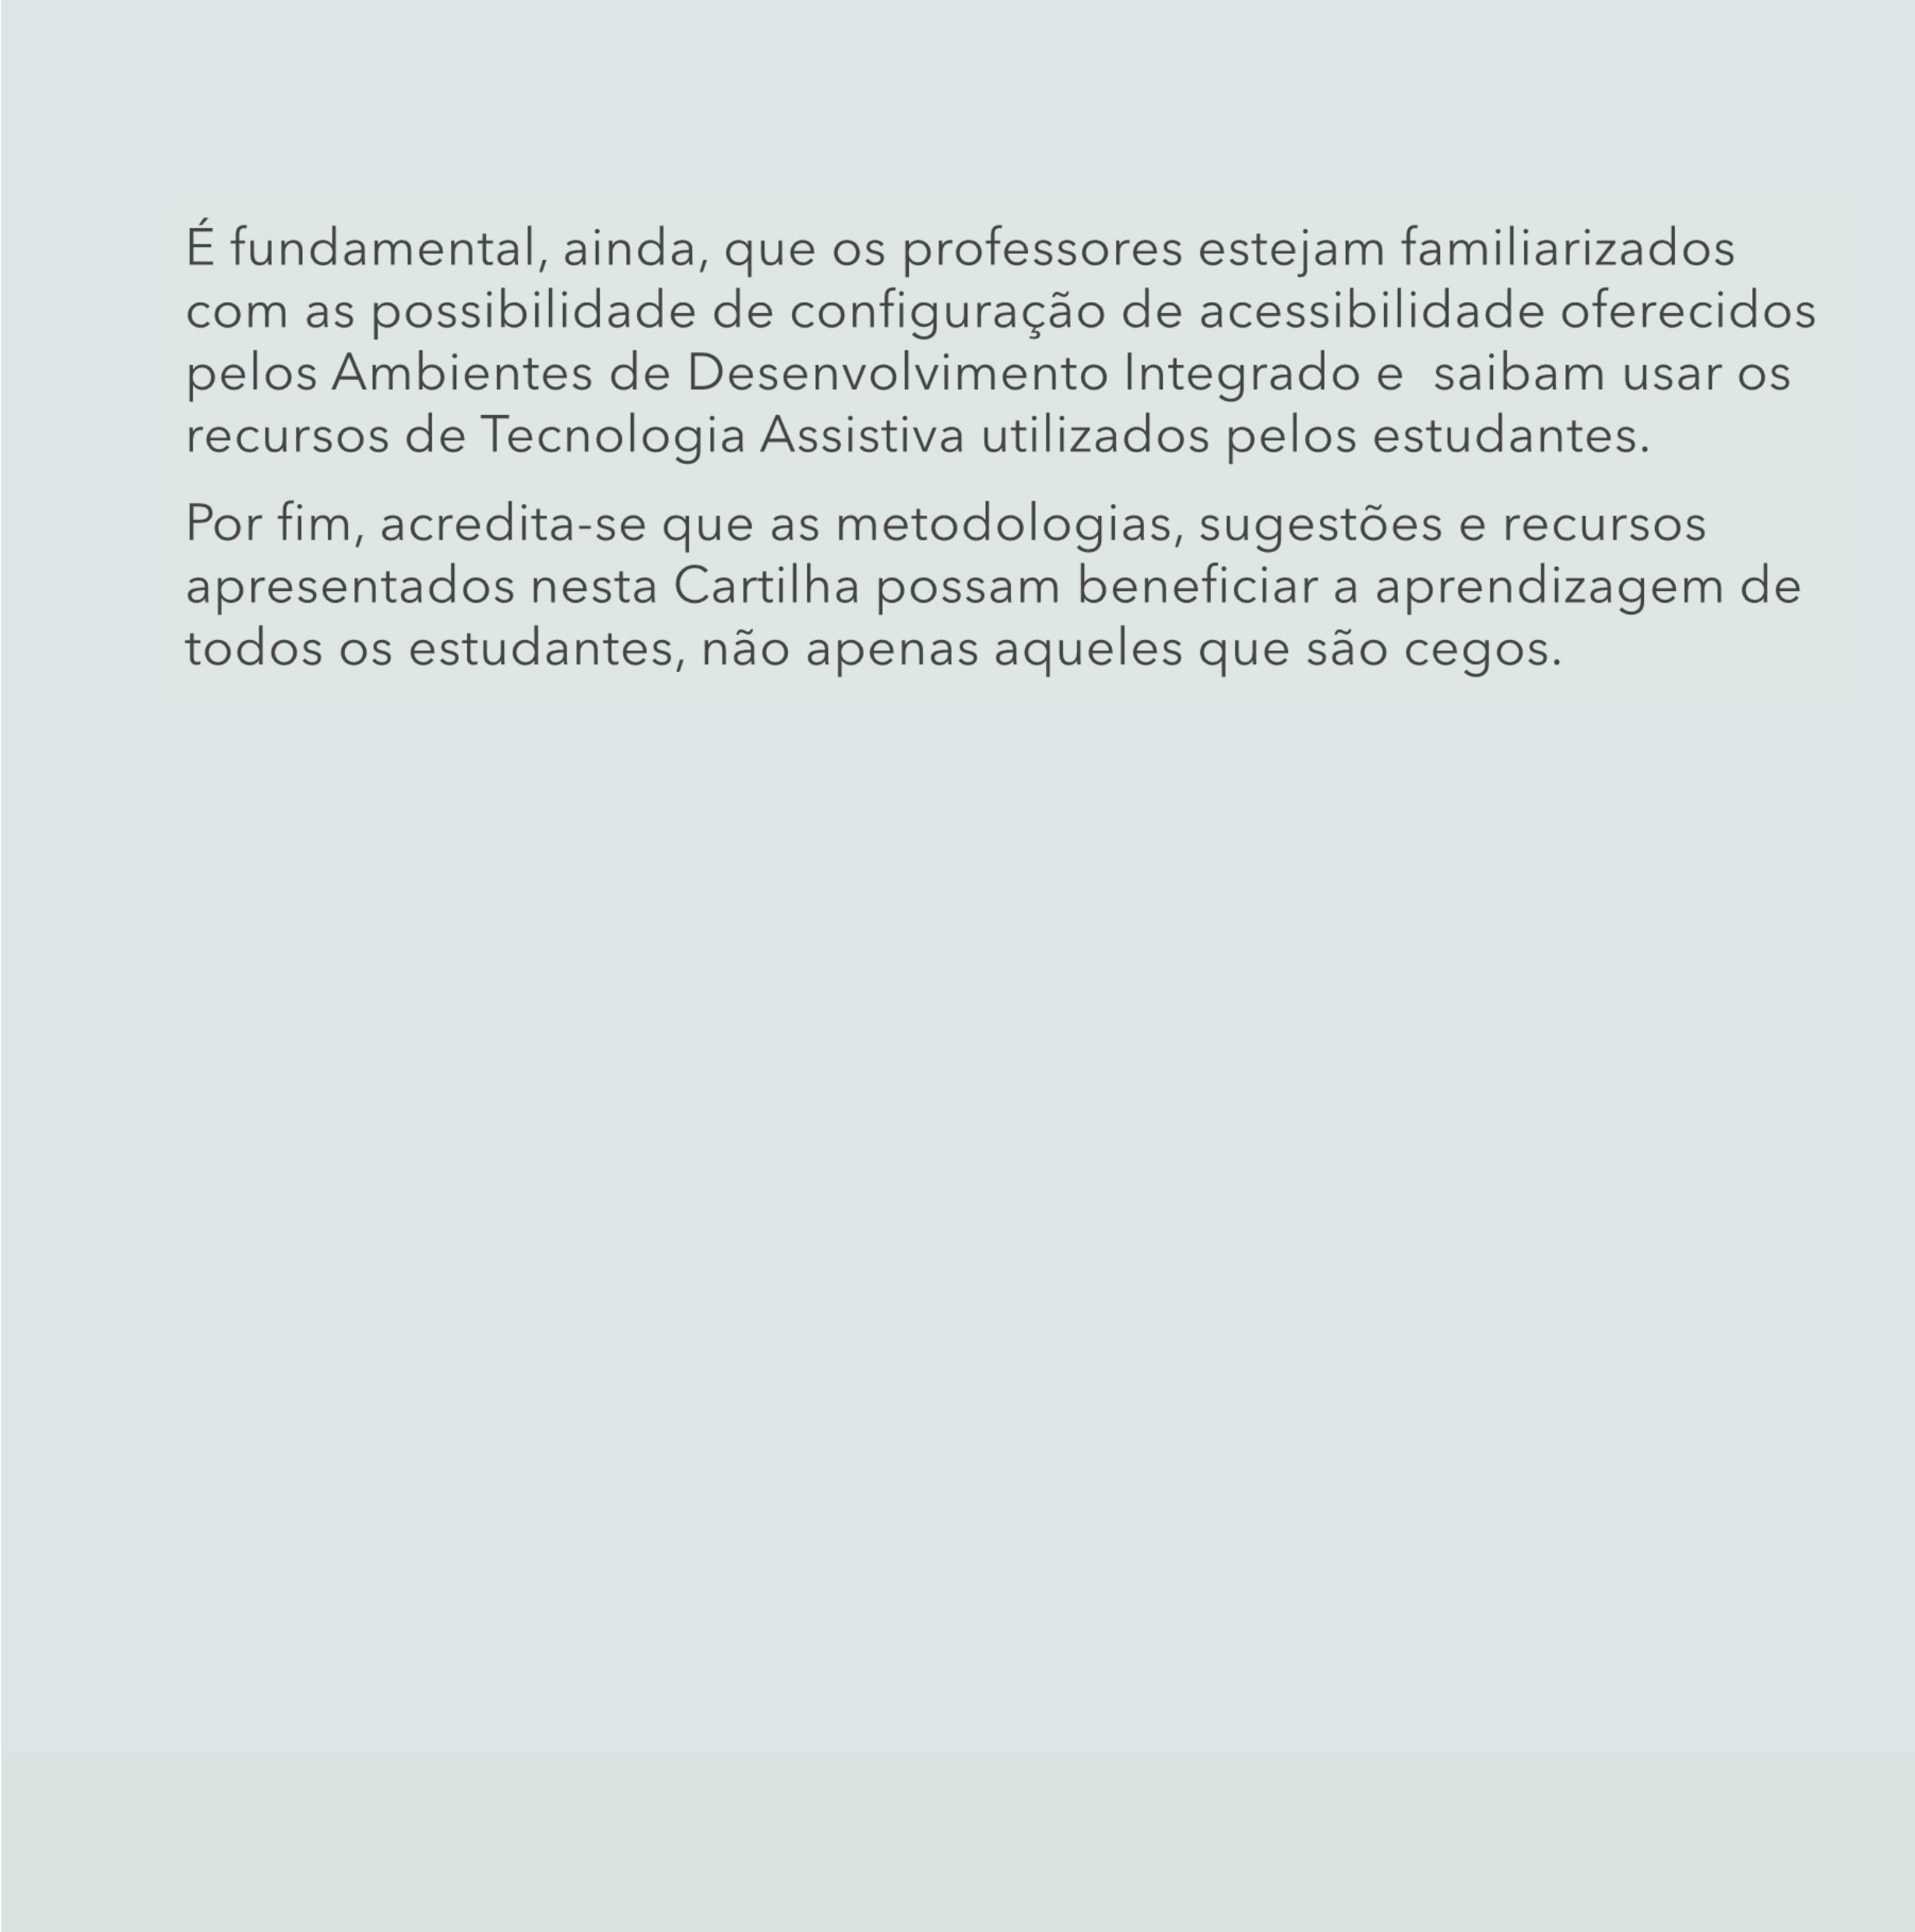 É fundamental, ainda, que os professores estejam familiarizados
com as possibilidade de configuração de acessibilidade oferecidos
pelos Ambientes de Desenvolvimento Integrado e  saibam usar os
recursos de Tecnologia Assistiva utilizados pelos estudantes.
Por fim, acredita-se que as metodologias, sugestões e recursos
apresentados nesta Cartilha possam beneficiar a aprendizagem de
todos os estudantes, não apenas aqueles que são cegos.